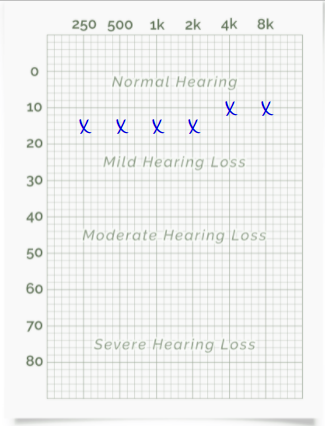 250 500 1k 2k 4k 8k
0
Normal Hearing
10
X X X X X X
20
Mild Hearing Loss
30
40
Moderate Hearing Loss
50
60
70
Severe Hearing Loss
80